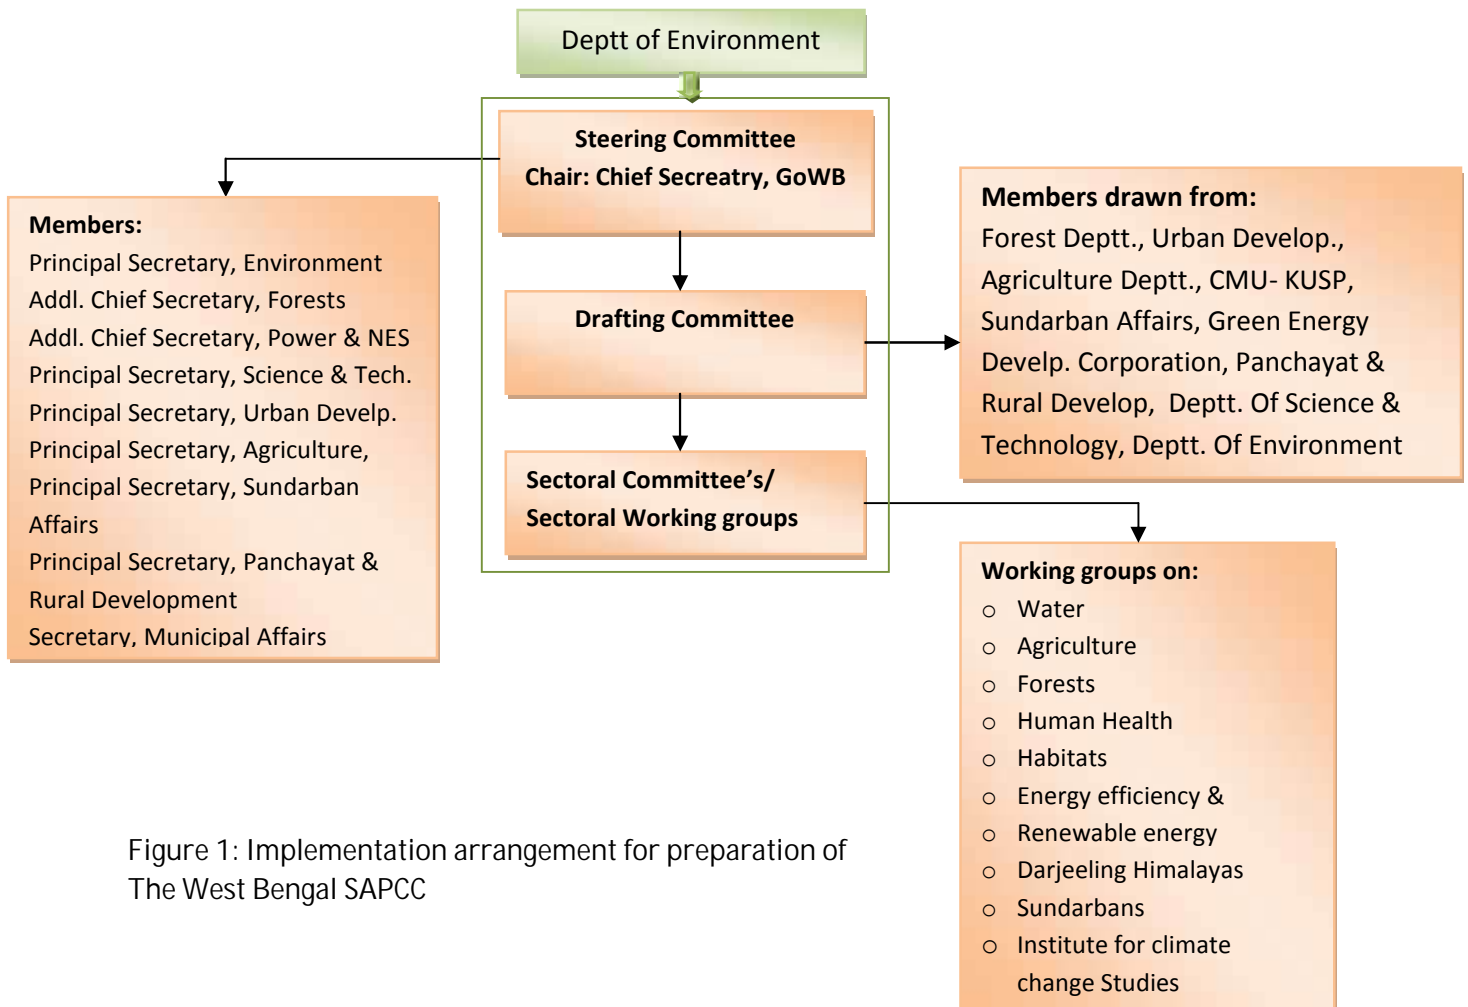 Deptt of Environment
Steering Committee
Chair: Chief Secreatry, GoWB
Members:
Principal Secretary, Environment
Addl. Chief Secretary, Forests
Addl. Chief Secretary, Power & NES
Principal Secretary, Science & Tech.
Principal Secretary, Urban Develp.
Principal Secretary, Agriculture,
Principal Secretary, Sundarban
Affairs
Principal Secretary, Panchayat &
Rural Development
Secretary, Municipal Affairs
Drafting Committee
Members drawn from:
Forest Deptt., Urban Develop.,
Agriculture Deptt., CMU- KUSP,
Sundarban Affairs, Green Energy
Develp. Corporation, Panchayat &
Rural Develop, Deptt. Of Science &
Technology, Deptt. Of Environment
Sectoral Committee's/
Sectoral Working groups
Working groups on:
o Water
o Agriculture
o Forests
o Human Health
o Habitats
o Energy efficiency &
o Renewable energy
o Darjeeling Himalayas
o Sundarbans
o Institute for climate
change Studies
Figure 1: Implementation arrangement for preparation of
The West Bengal SAPCC